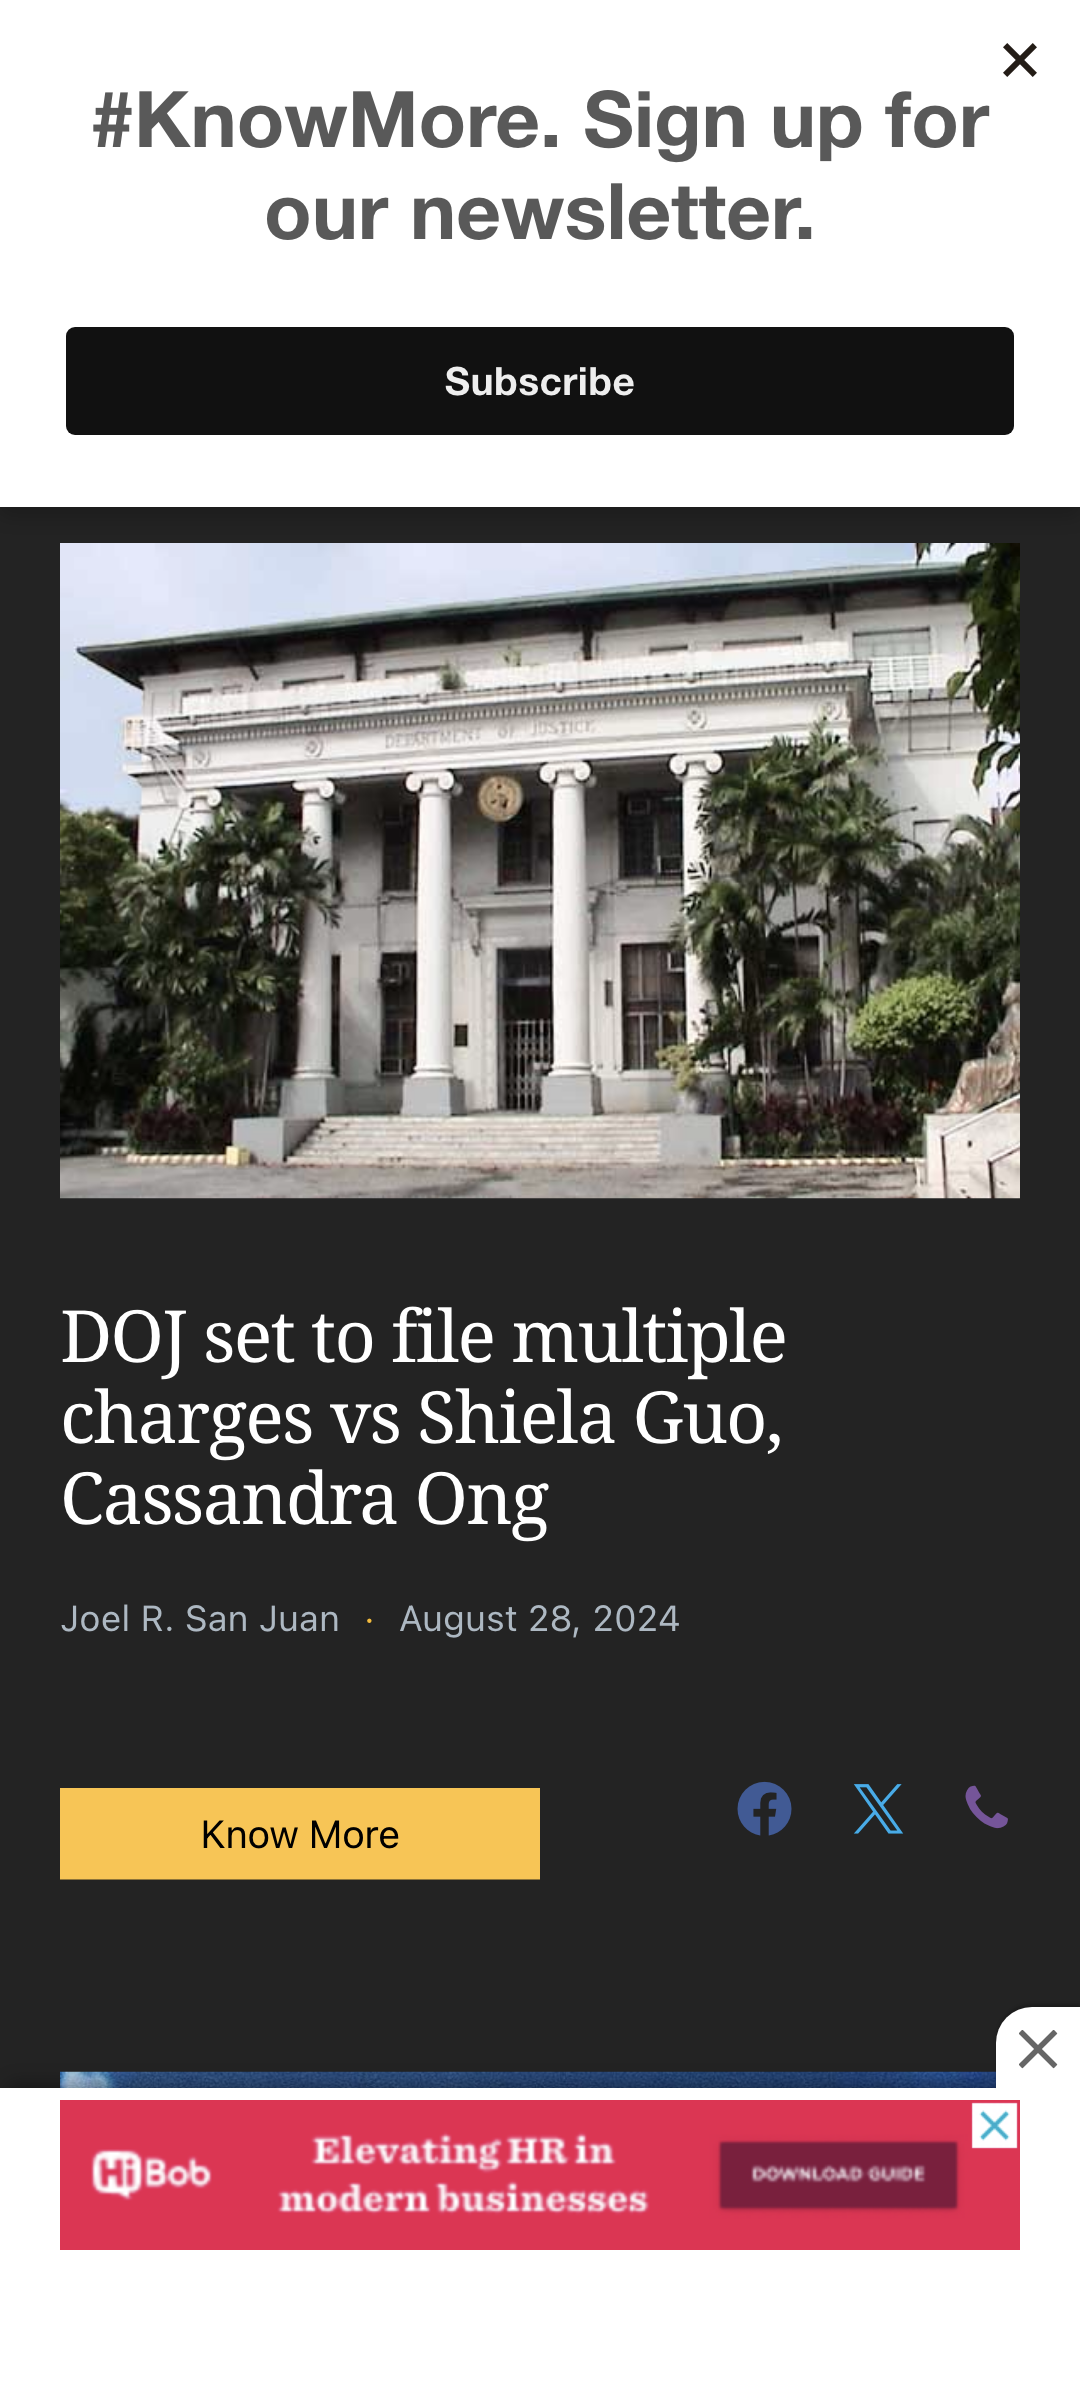 #KnowMore. Sign up for
our newsletter.
Subscribe
DEPARTMENT OF JUSTICE
DOJ set to file multiple
charges vs Shiela Guo,
Cassandra Ong
Joel R. San Juan · August 28, 2024
Know More
HiBob
Elevating HR in
modern businesses
DOWNLOAD GUIDE